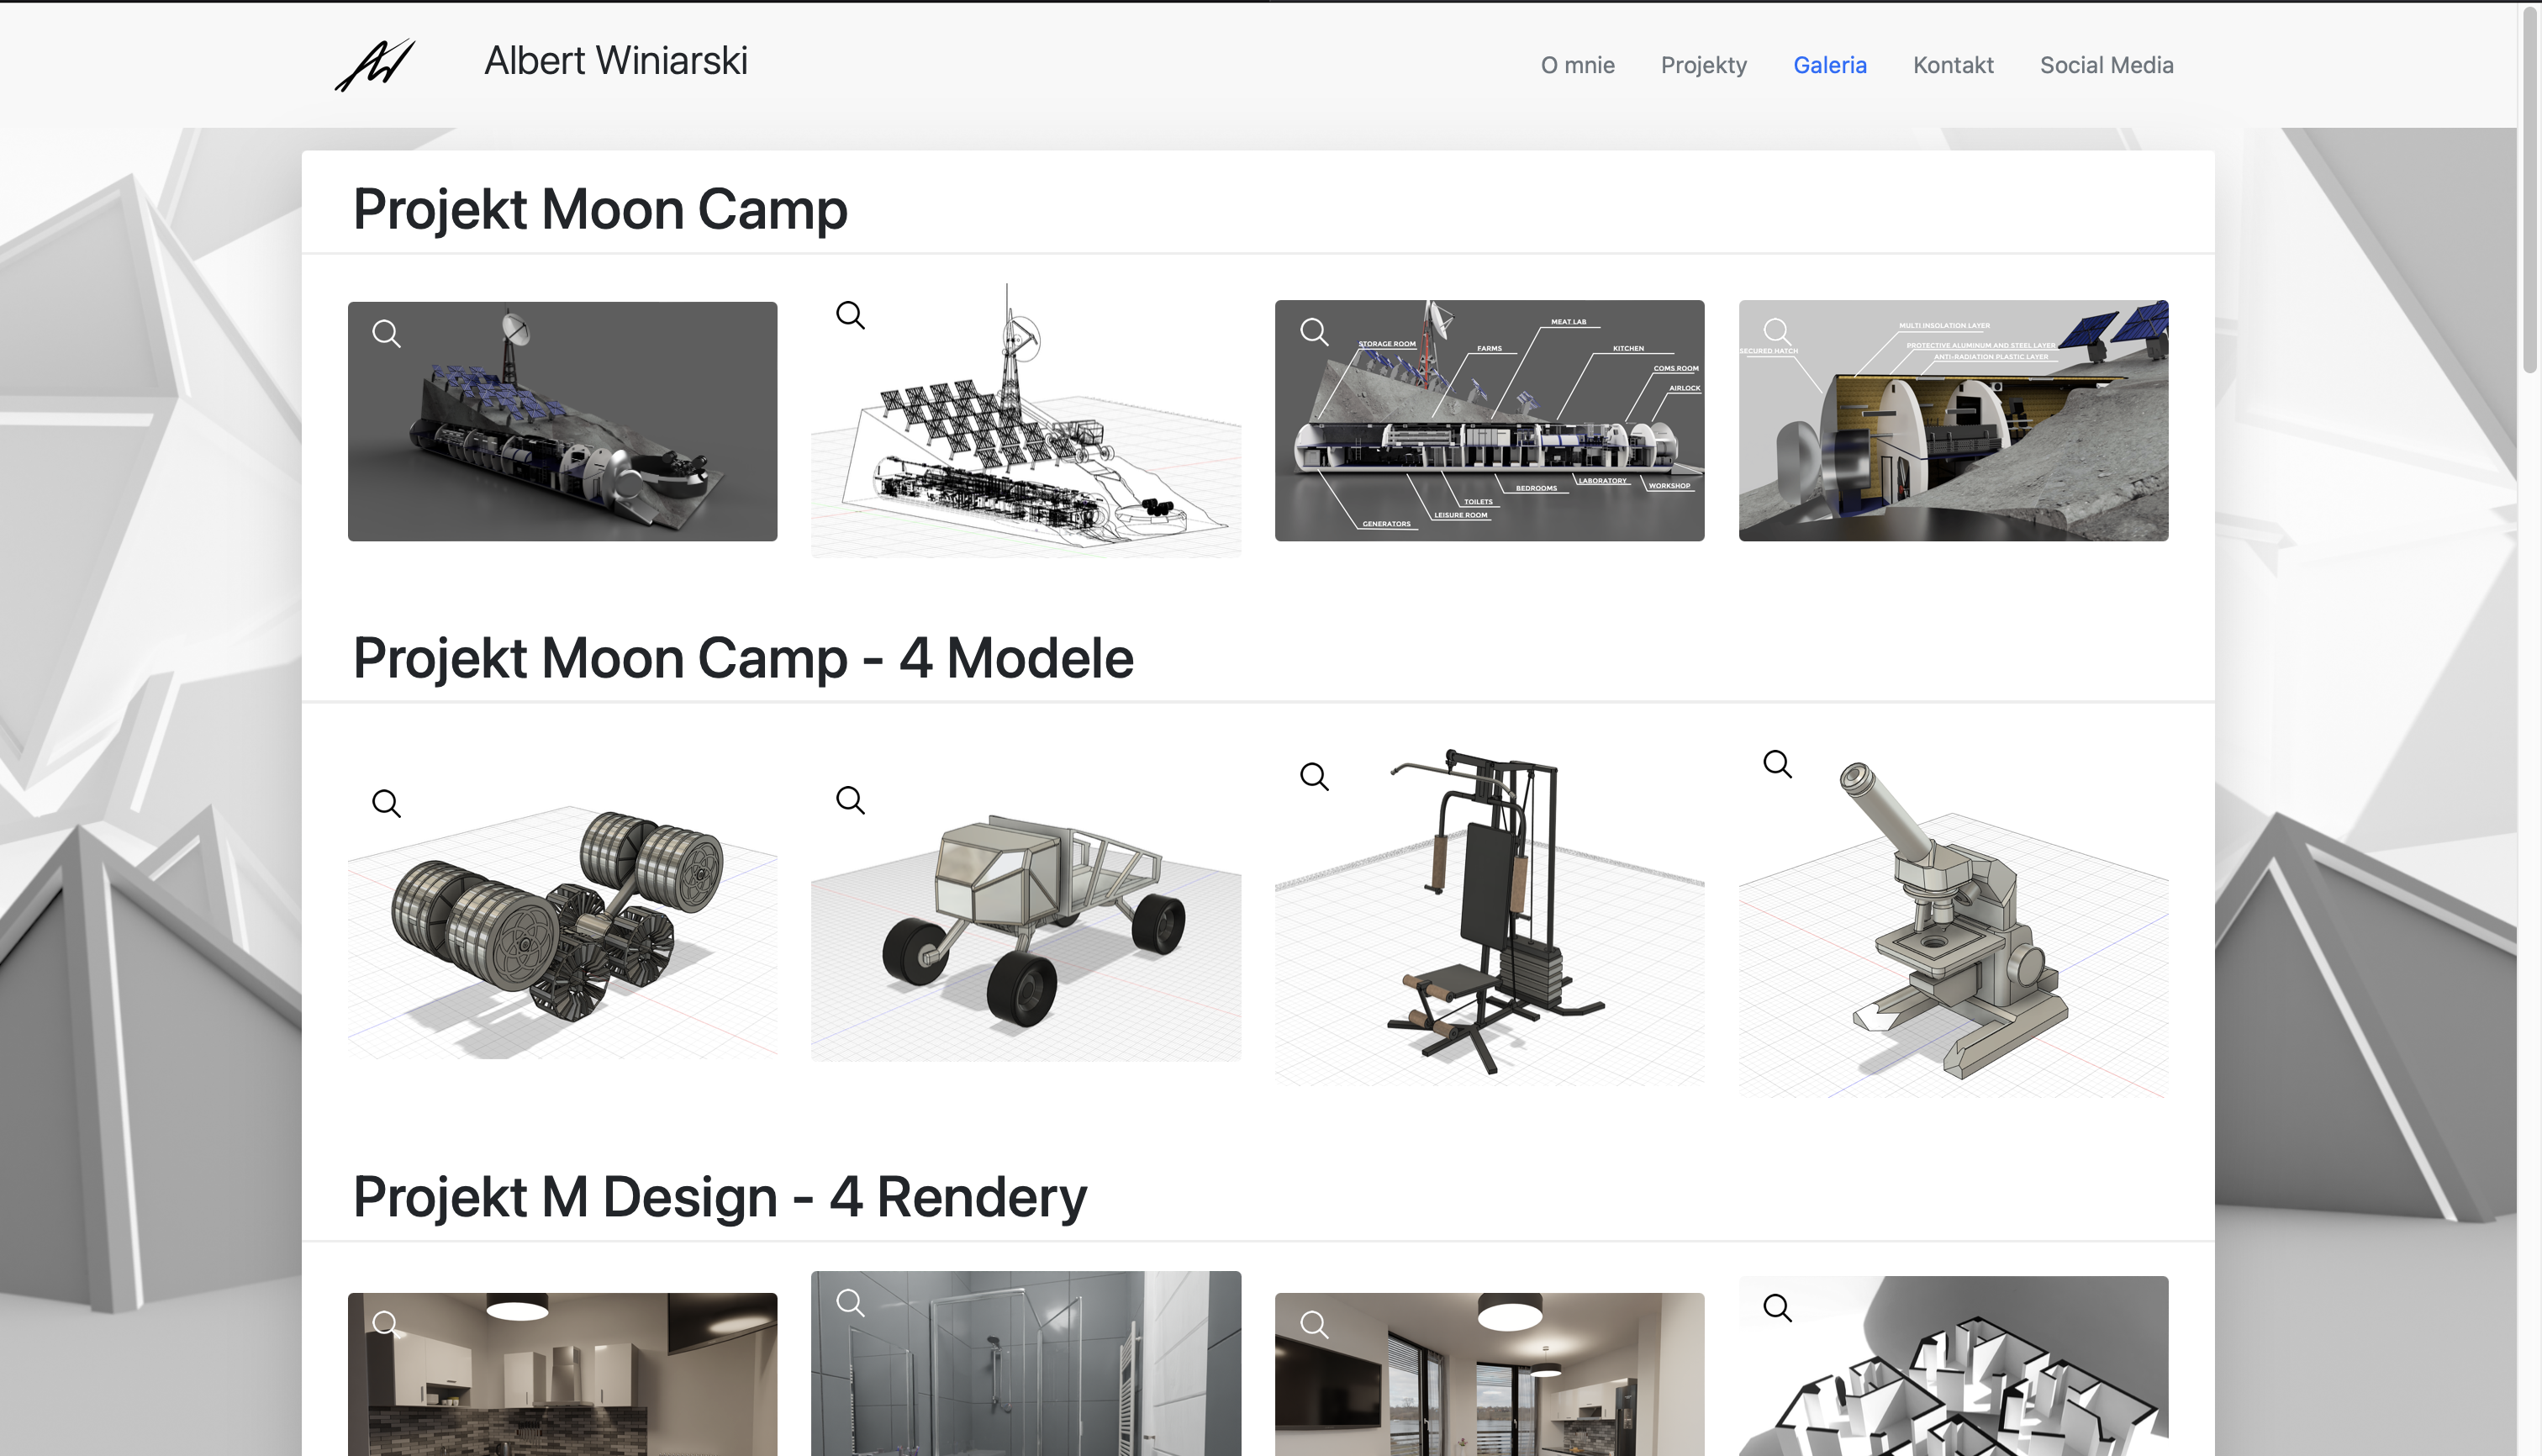 Albert Winiarski
O mnie
Projekty
Galeria
Kontakt
Social Media
Projekt Moon Camp
STORAGE ROOM
MEAT LAB
FARMS
KITCHEN
COMS ROOM
AIRLOCK
GENERATORS
LEISURE ROOM
TOILETS
BEDROOMS
LABORATORY
WORKSHOP
SECURED HATCH
MULTI INSOLATION LAYER
PROTECTIVE ALUMINUM AND STEEL LAYER
ANTI-RADIATION PLASTIC LAYER
Projekt Moon Camp - 4 Modele
Projekt M Design - 4 Rendery